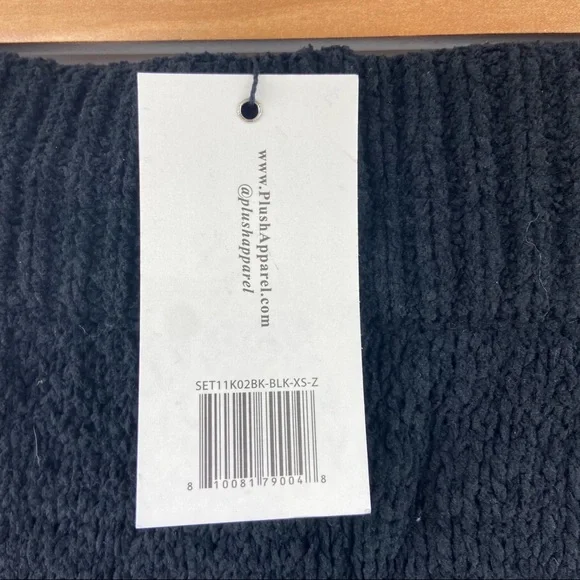 www.PlushApparel.com
@plushapparel
SET11K02BK-BLK-XS-Z
8 10081 79004 8